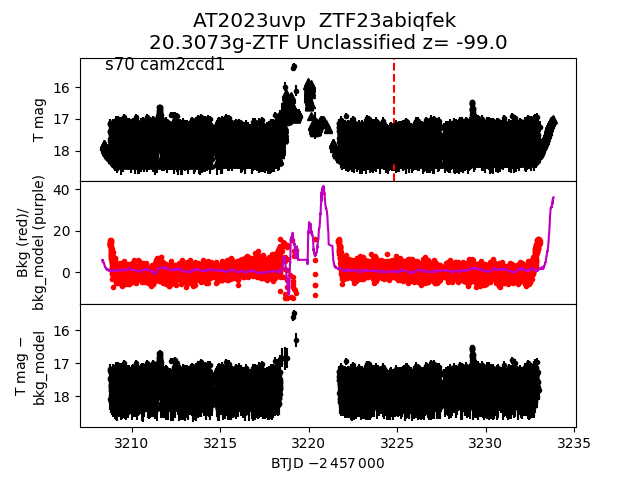 AT2023uvp  ZTF23abiqfek
20.3073g-ZTF Unclassified z= -99.0
s70 cam2ccd1
T mag
16
17
18
Bkg (red)/
bkg_model (purple)
40
20
0
T mag −
bkg_model
16
17
18
3210 3215 3220 3225 3230 3235
BTJD −2 457 000